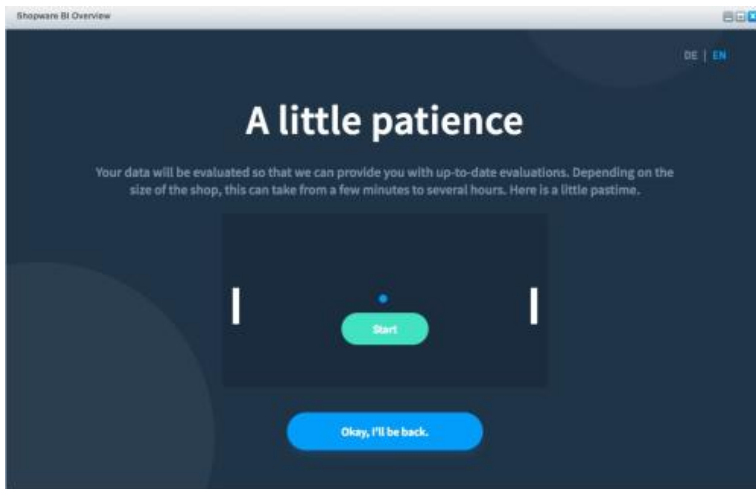 Shopware BI Overview
DE | EN
A little patience
Your data will be evaluated so that we can provide you with up-to-date evaluations. Depending on the
size of the shop, this can take from a few minutes to several hours. Here is a little pastime.
Start
Okay, I'll be back.